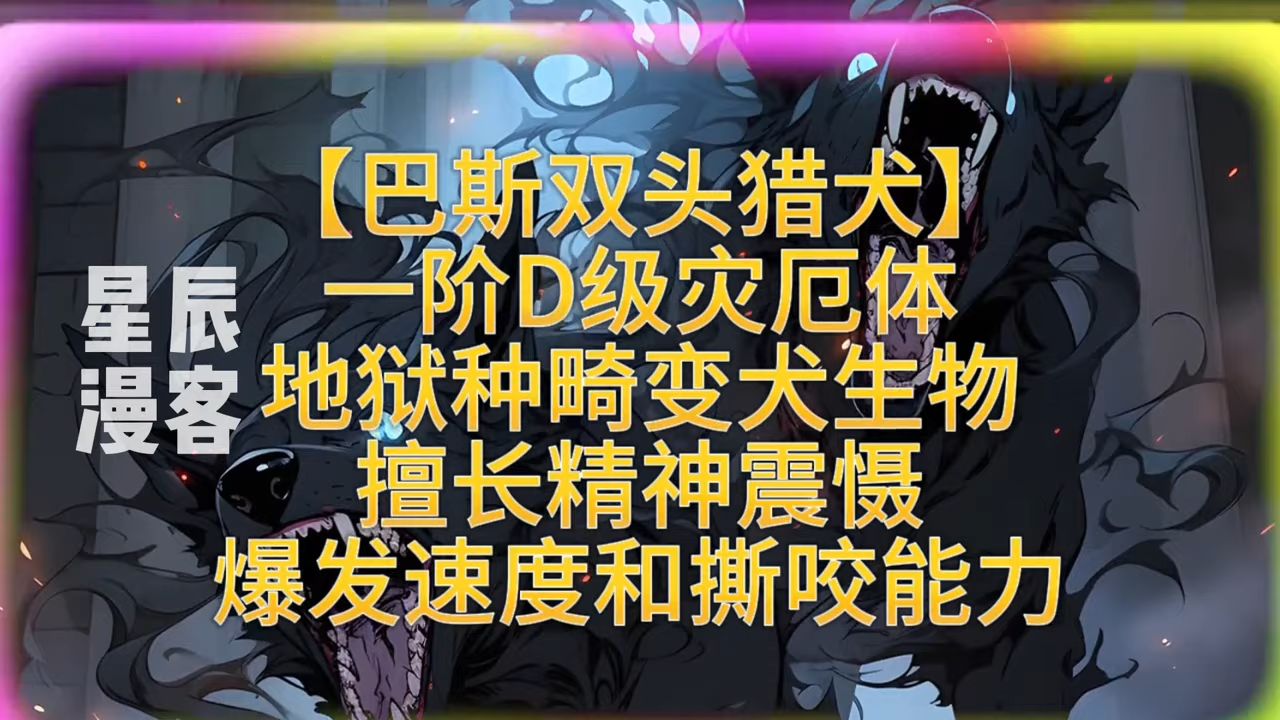 【巴斯双头猎犬】
一阶D级灾厄体
地狱种畸变犬生物
擅长精神震慑
爆发速度和撕咬能力
星辰
漫客